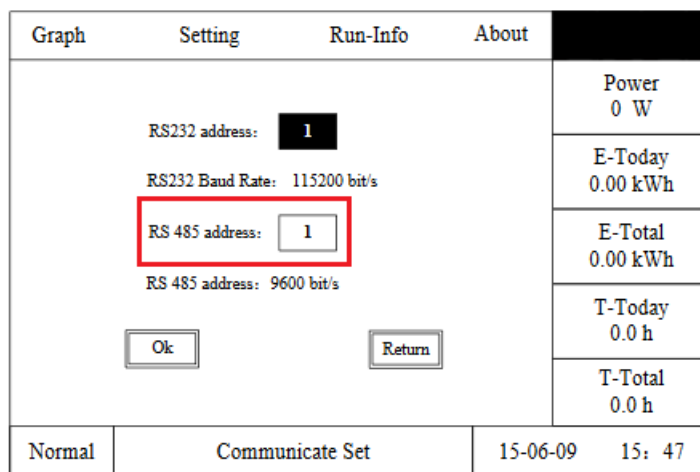 Graph Setting Run-Info About
Power
0 W
RS232 address: 1
RS232 Baud Rate: 115200 bit/s
E-Today
0.00 kWh
RS 485 address: 1
E-Total
0.00 kWh
RS 485 address: 9600 bit/s
T-Today
0.0 h
Ok Return
T-Total
0.0 h
Normal Communicate Set 15-06-09 15: 47